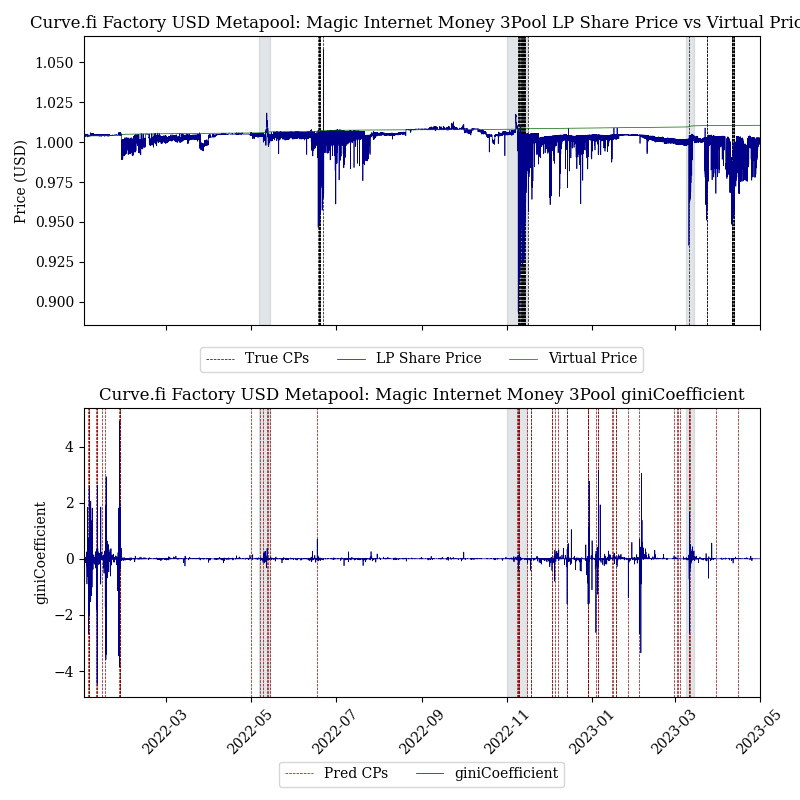 Curve.fi Factory USD Metapool: Magic Internet Money 3Pool LP Share Price vs Virtual Pric
1.050
1.025
1.000
0.975
0.950
0.925
0.900
Price (USD)
True CPs LP Share Price Virtual Price
Curve.fi Factory USD Metapool: Magic Internet Money 3Pool giniCoefficient
4
2
0
−2
−4
giniCoefficient
2022-03 2022-05 2022-07 2022-09 2022-11 2023-01 2023-03 2023-05
Pred CPs giniCoefficient